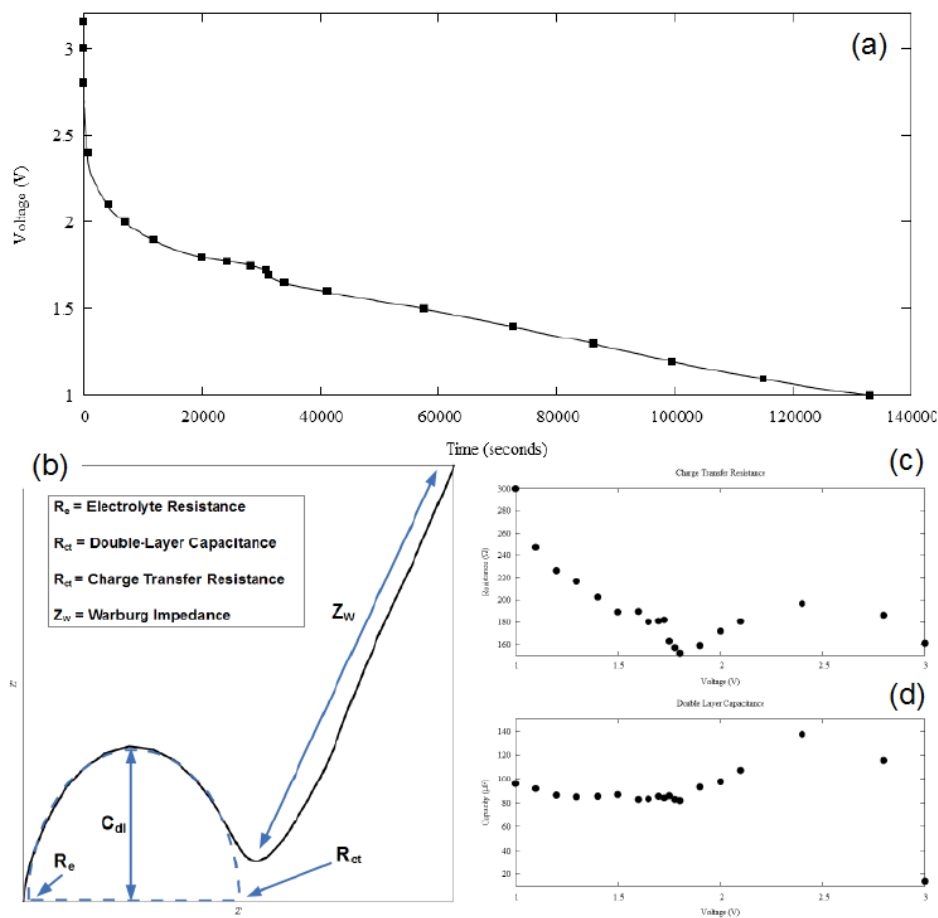 (a)
Voltage (V)
3
2.5
2
1.5
1
0
20000
40000
60000
80000
100000
120000
140000
Time (seconds)
(b)
Re = Electrolyte Resistance
Rct = Double-Layer Capacitance
Rct = Charge Transfer Resistance
Zw = Warburg Impedance
Zw
Cdl
Re
Rct
Z'
(c)
Charge Transfer Resistance
Resistance (Ω)
300
280
260
240
220
200
180
160
1
1.5
2
2.5
3
Voltage (V)
(d)
Double Layer Capacitance
Capacity (μF)
140
120
100
80
60
40
20
1
1.5
2
2.5
3
Voltage (V)